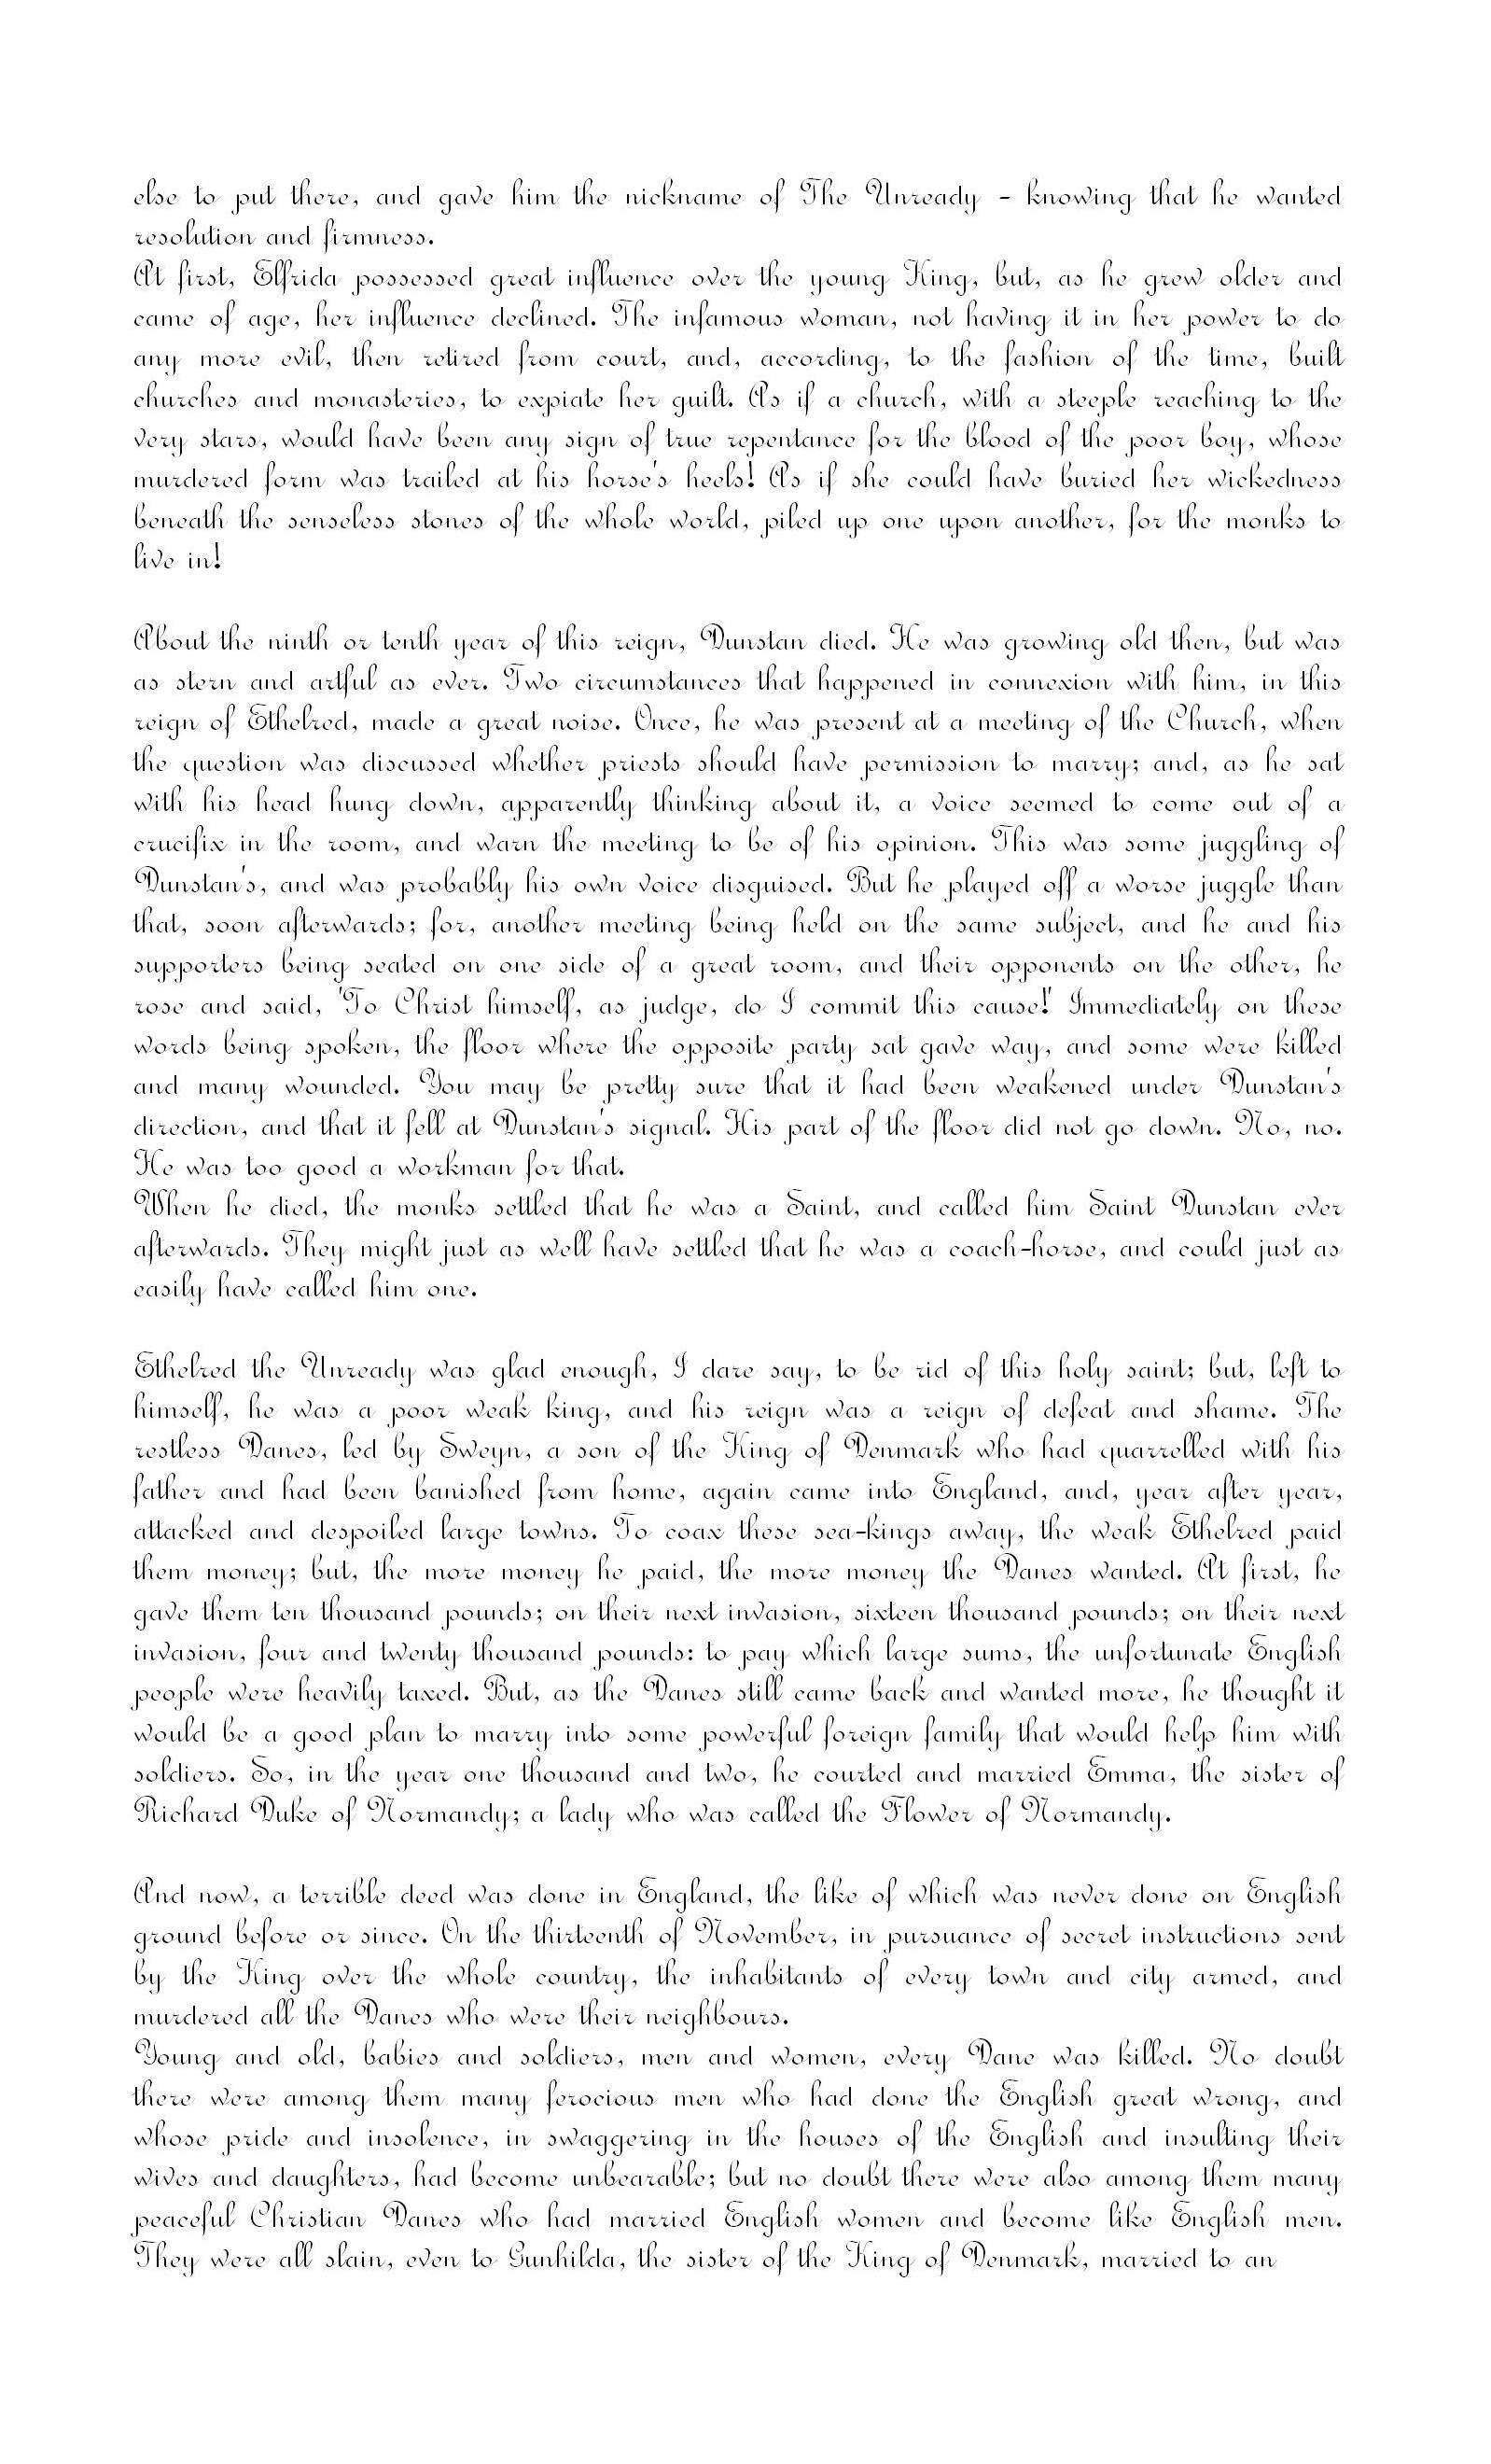 else to put there, and gave him the nickname of The Unready - knowing that he wanted
resolution and firmness.
At first, Elfrida possessed great influence over the young King, but, as he grew older and
came of age, her influence declined. The infamous woman, not having it in her power to do
any more evil, then retired from court, and, according, to the fashion of the time, built
churches and monasteries, to expiate her guilt. As if a church, with a steeple reaching to the
very stars, would have been any sign of true repentance for the blood of the poor boy, whose
murdered form was trailed at his horse's heels! As if she could have buried her wickedness
beneath the senseless stones of the whole world, piled up one upon another, for the monks to
live in!

About the ninth or tenth year of this reign, Dunstan died. He was growing old then, but was
as stern and artful as ever. Two circumstances that happened in connexion with him, in this
reign of Ethelred, made a great noise. Once, he was present at a meeting of the Church, when
the question was discussed whether priests should have permission to marry; and, as he sat
with his head hung down, apparently thinking about it, a voice seemed to come out of a
crucifix in the room, and warn the meeting to be of his opinion. This was some juggling of
Dunstan's, and was probably his own voice disguised. But he played off a worse juggle than
that, soon afterwards; for, another meeting being held on the same subject, and he and his
supporters being seated on one side of a great room, and their opponents on the other, he
rose and said, 'To Christ himself, as judge, do I commit this cause!' Immediately on these
words being spoken, the floor where the opposite party sat gave way, and some were killed
and many wounded. You may be pretty sure that it had been weakened under Dunstan's
direction, and that it fell at Dunstan's signal. His part of the floor did not go down. No, no.
He was too good a workman for that.
When he died, the monks settled that he was a Saint, and called him Saint Dunstan ever
afterwards. They might just as well have settled that he was a coach-horse, and could just as
easily have called him one.

Ethelred the Unready was glad enough, I dare say, to be rid of this holy saint; but, left to
himself, he was a poor weak king, and his reign was a reign of defeat and shame. The
restless Danes, led by Sweyn, a son of the King of Denmark who had quarrelled with his
father and had been banished from home, again came into England, and, year after year,
attacked and despoiled large towns. To coax these sea-kings away, the weak Ethelred paid
them money; but, the more money he paid, the more money the Danes wanted. At first, he
gave them ten thousand pounds; on their next invasion, sixteen thousand pounds; on their next
invasion, four and twenty thousand pounds: to pay which large sums, the unfortunate English
people were heavily taxed. But, as the Danes still came back and wanted more, he thought it
would be a good plan to marry into some powerful foreign family that would help him with
soldiers. So, in the year one thousand and two, he courted and married Emma, the sister of
Richard Duke of Normandy; a lady who was called the Flower of Normandy.

And now, a terrible deed was done in England, the like of which was never done on English
ground before or since. On the thirteenth of November, in pursuance of secret instructions sent
by the King over the whole country, the inhabitants of every town and city armed, and
murdered all the Danes who were their neighbours.
Young and old, babies and soldiers, men and women, every Dane was killed. No doubt
there were among them many ferocious men who had done the English great wrong, and
whose pride and insolence, in swaggering in the houses of the English and insulting their
wives and daughters, had become unbearable; but no doubt there were also among them many
peaceful Christian Danes who had married English women and become like English men.
They were all slain, even to Gunhilda, the sister of the King of Denmark, married to an